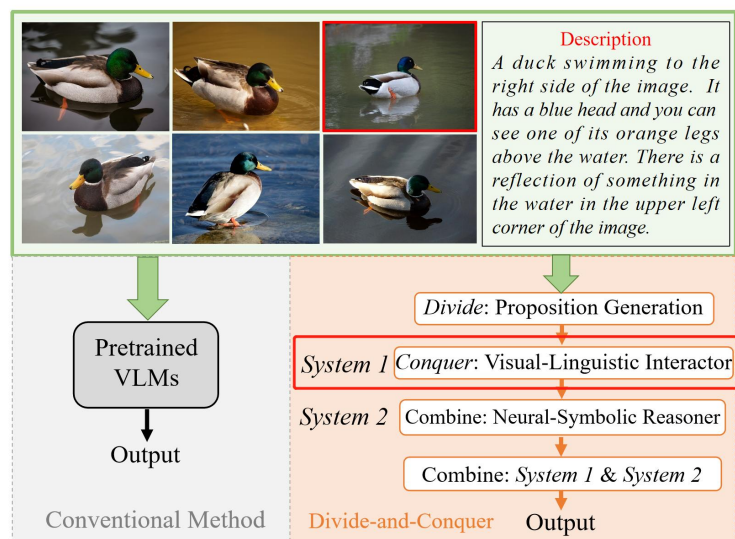 Description
A duck swimming to the
right side of the image. It
has a blue head and you can
see one of its orange legs
above the water. There is a
reflection of something in
the water in the upper left
corner of the image.
Pretrained
VLMs
Output
Conventional Method
Divide: Proposition Generation
System 1 Conquer: Visual-Linguistic Interactor
System 2 Combine: Neural-Symbolic Reasoner
Combine: System 1 & System 2
Divide-and-Conquer Output